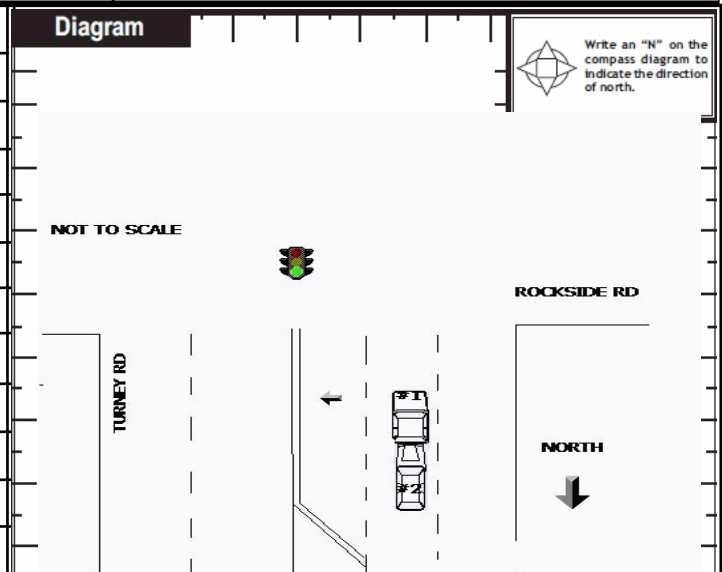 Diagram
Write an “N” on the
compass diagram to
indicate the direction
of north.
NOT TO SCALE
ROCKSIDE RD
TURNEY RD
#1
NORTH
#2